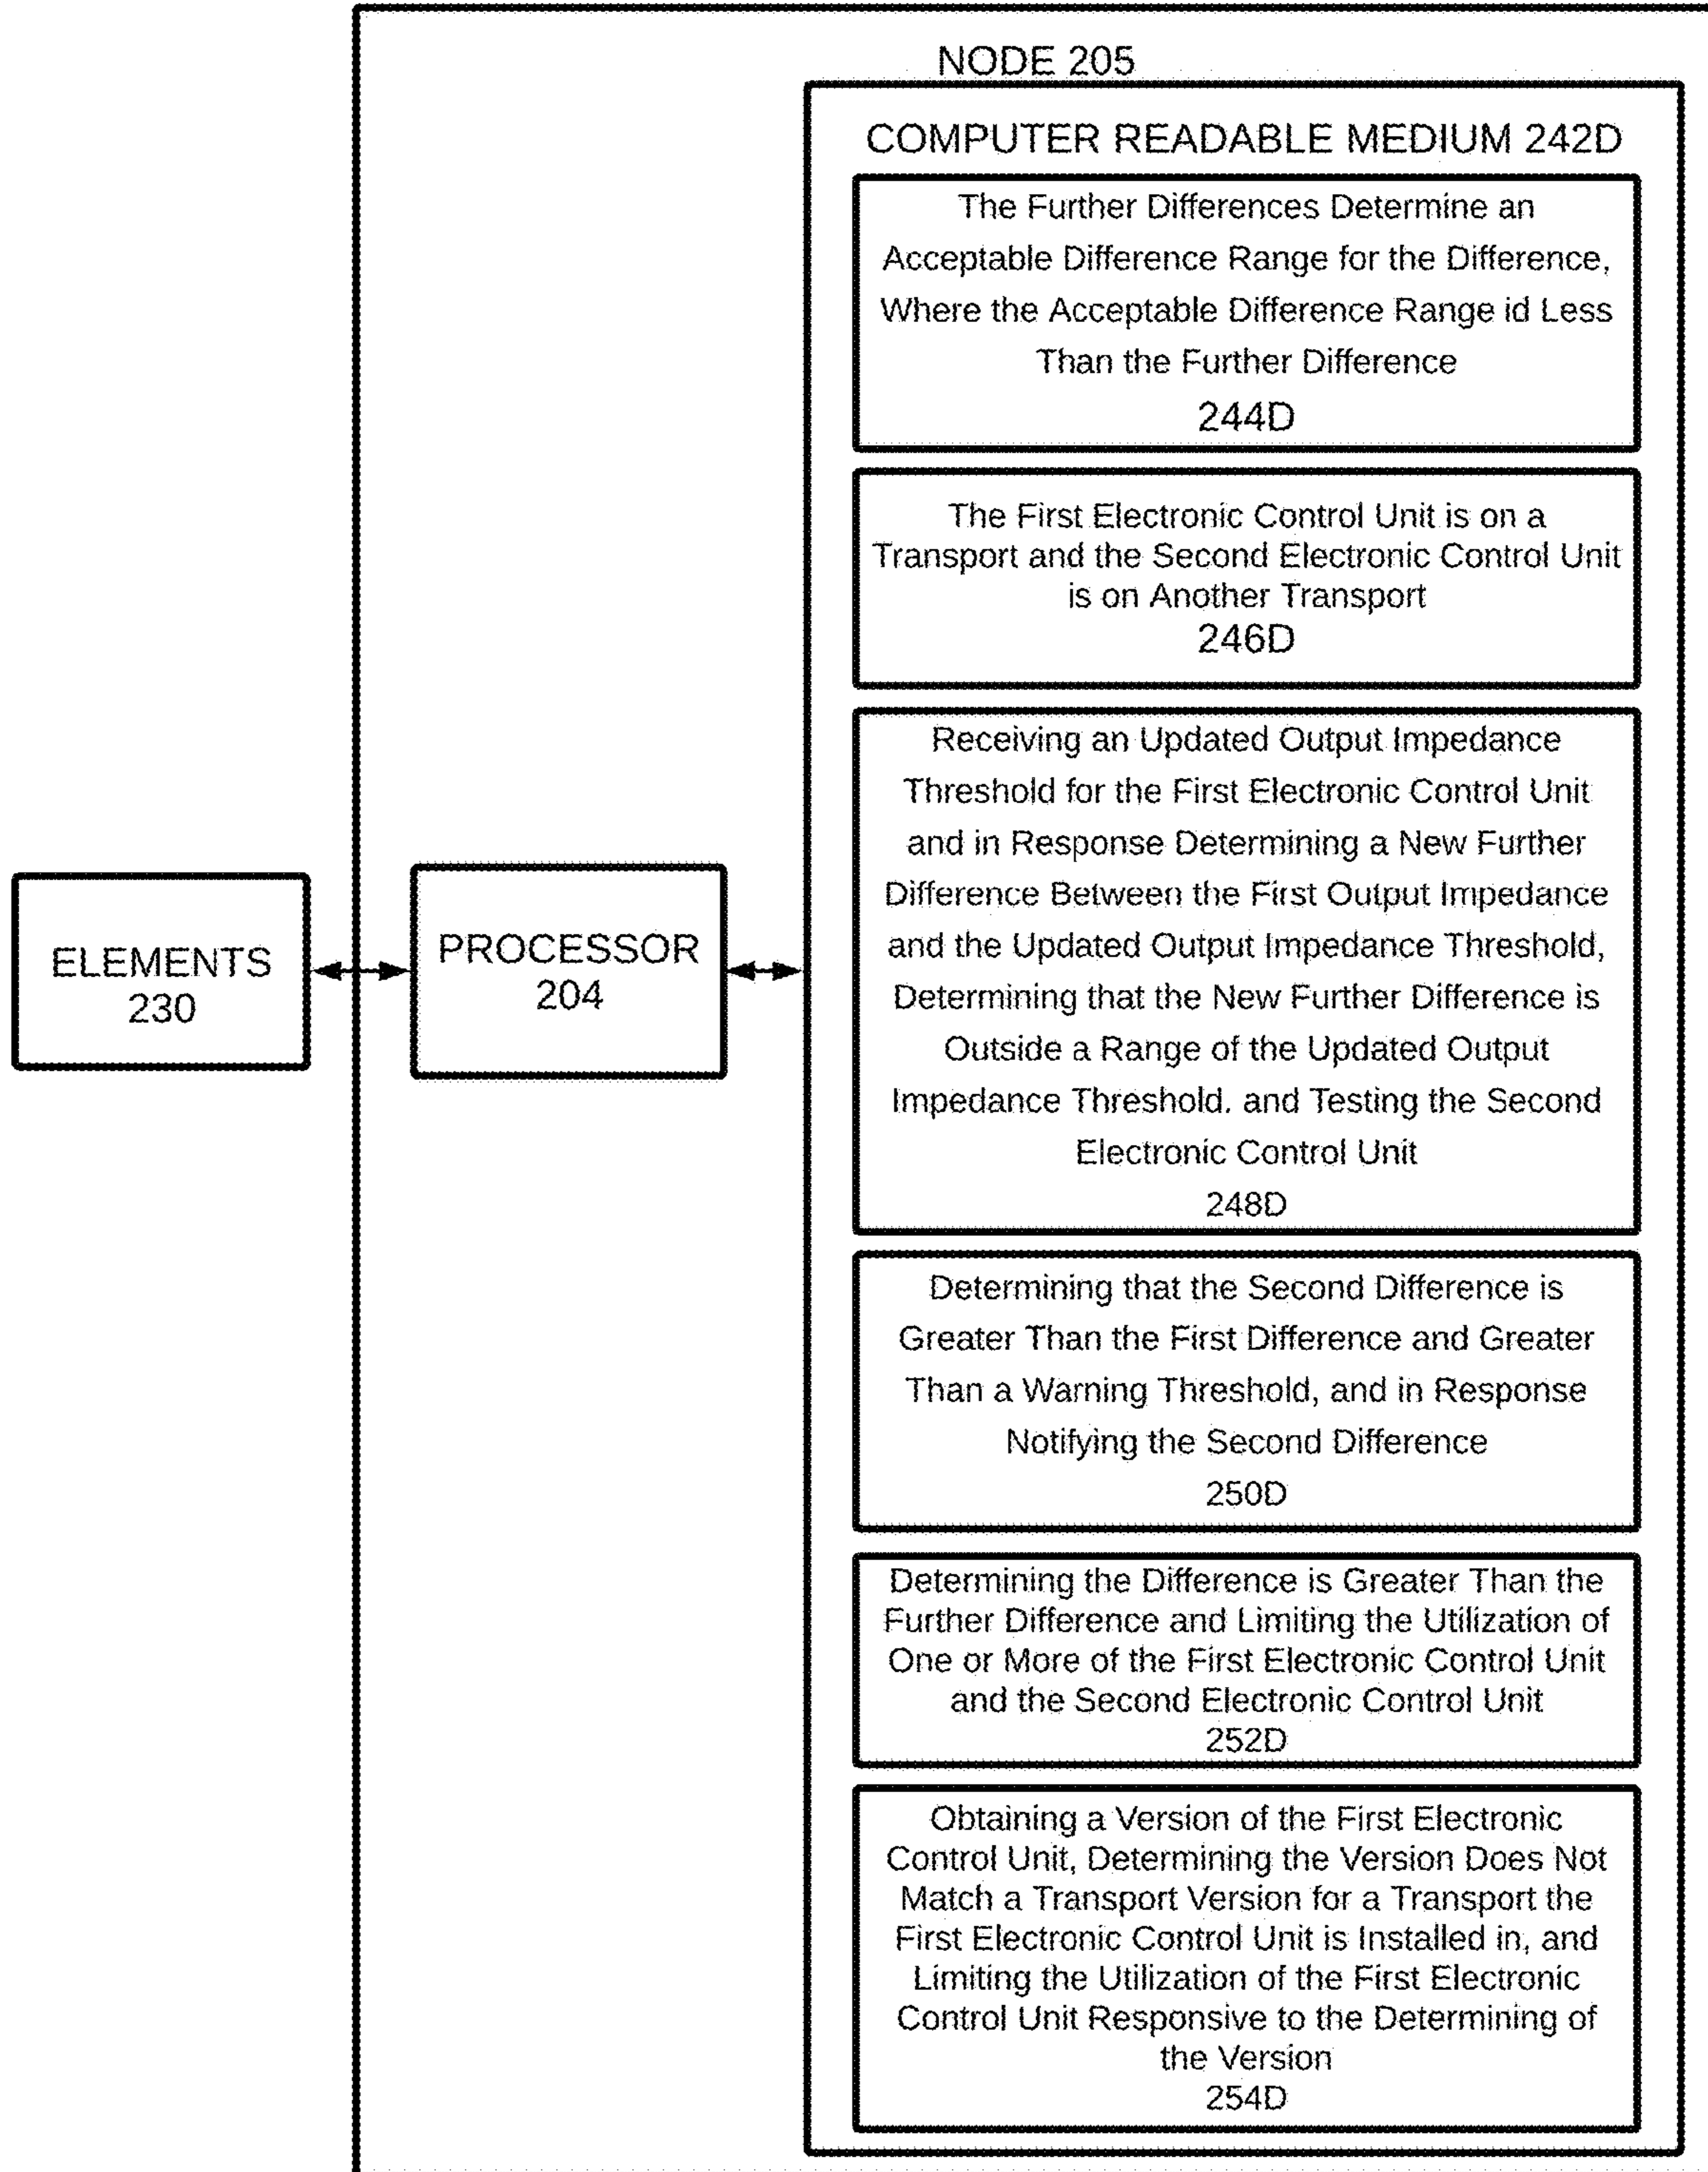 NODE 205
COMPUTER READABLE MEDIUM 242D
The Further Differences Determine an
Acceptable Difference Range for the Difference,
Where the Acceptable Difference Range id Less
Than the Further Difference
244D
The First Electronic Control Unit is on a
Transport and the Second Electronic Control Unit
is on Another Transport
246D
Receiving an Updated Output Impedance
Threshold for the First Electronic Control Unit
and in Response Determining a New Further
Difference Between the First Output Impedance
and the Updated Output Impedance Threshold,
Determining that the New Further Difference is
Outside a Range of the Updated Output
Impedance Threshold. and Testing the Second
Electronic Control Unit
248D
ELEMENTS
230
PROCESSOR
204
Determining that the Second Difference is
Greater Than the First Difference and Greater
Than a Warning Threshold, and in Response
Notifying the Second Difference
250D
Determining the Difference is Greater Than the
Further Difference and Limiting the Utilization of
One or More of the First Electronic Control Unit
and the Second Electronic Control Unit
252D
Obtaining a Version of the First Electronic
Control Unit, Determining the Version Does Not
Match a Transport Version for a Transport the
First Electronic Control Unit is Installed in, and
Limiting the Utilization of the First Electronic
Control Unit Responsive to the Determining of
the Version
254D